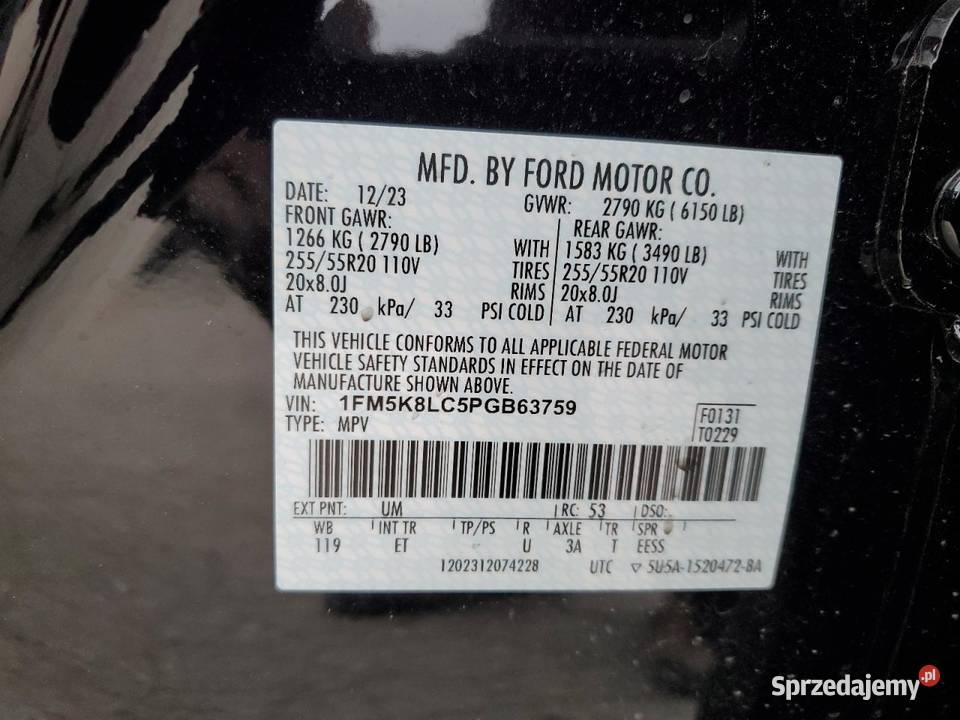 MFD. BY FORD MOTOR CO.
DATE: 12/23 GVWR: 2790 KG ( 6150 LB)
FRONT GAWR: REAR GAWR:
1266 KG ( 2790 LB) WITH 1583 KG ( 3490 LB) WITH
255/55R20 110V TIRES 255/55R20 110V TIRES
20x8.0J RIMS 20x8.0J RIMS
AT 230 kPa/ 33 PSI COLD AT 230 kPa/ 33 PSI COLD
THIS VEHICLE CONFORMS TO ALL APPLICABLE FEDERAL MOTOR
VEHICLE SAFETY STANDARDS IN EFFECT ON THE DATE OF
MANUFACTURE SHOWN ABOVE.
VIN: 1FM5K8LC5PGB63759 F0131
TYPE: MPV T0229
EXT PNT: UM RC: 53 DSO:
WB INT TR TP/PS R AXLE TR SPR
119 ET U 3A T EESS
1202312074228 UTC ▽ 5U5A-1520472-BA
Sprzedajemy.pl